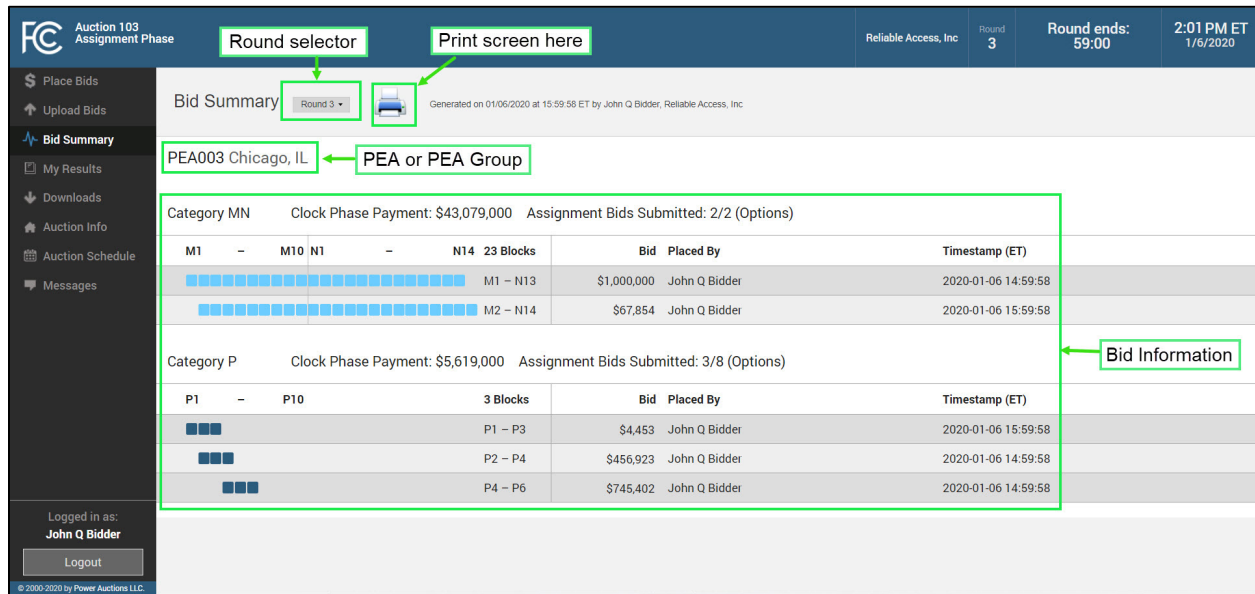 FCC Auction 103
Assignment Phase
Round selector
Print screen here
Reliable Access, Inc
Round
3
Round ends:
59:00
2:01 PM ET
1/6/2020
Place Bids
Upload Bids
Bid Summary
My Results
Downloads
Auction Info
Auction Schedule
Messages
Logged in as:
John Q Bidder
Logout
© 2000-2020 by Power Auctions LLC.
Bid Summary Round 3 Generated on 01/06/2020 at 15:59:58 ET by John Q Bidder, Reliable Access, Inc
PEA003 Chicago, IL PEA or PEA Group
Category MN Clock Phase Payment: $43,079,000 Assignment Bids Submitted: 2/2 (Options)
M1 – M10 N1 – N14 23 Blocks Bid Placed By Timestamp (ET)
M1 – N13 $1,000,000 John Q Bidder 2020-01-06 14:59:58
M2 – N14 $67,854 John Q Bidder 2020-01-06 15:59:58
Category P Clock Phase Payment: $5,619,000 Assignment Bids Submitted: 3/8 (Options)
Bid Information
P1 – P10 3 Blocks Bid Placed By Timestamp (ET)
P1 – P3 $4,453 John Q Bidder 2020-01-06 15:59:58
P2 – P4 $456,923 John Q Bidder 2020-01-06 14:59:58
P4 – P6 $745,402 John Q Bidder 2020-01-06 14:59:58